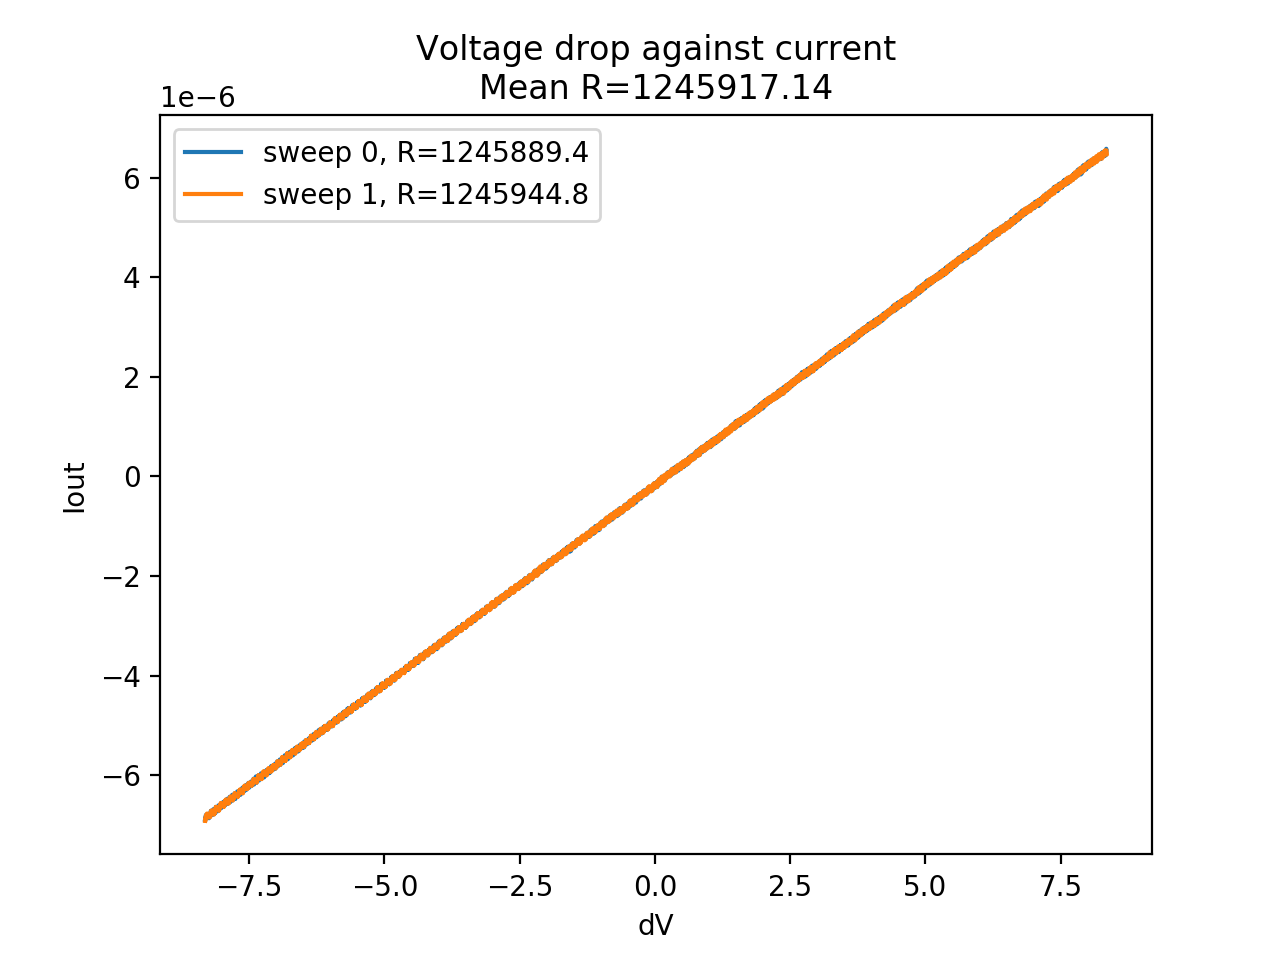 Voltage drop against current
Mean R=1245917.14
1e−6
sweep 0, R=1245889.4
sweep 1, R=1245944.8
6
4
2
0
−2
−4
−6
Iout
−7.5 −5.0 −2.5 0.0 2.5 5.0 7.5
dV